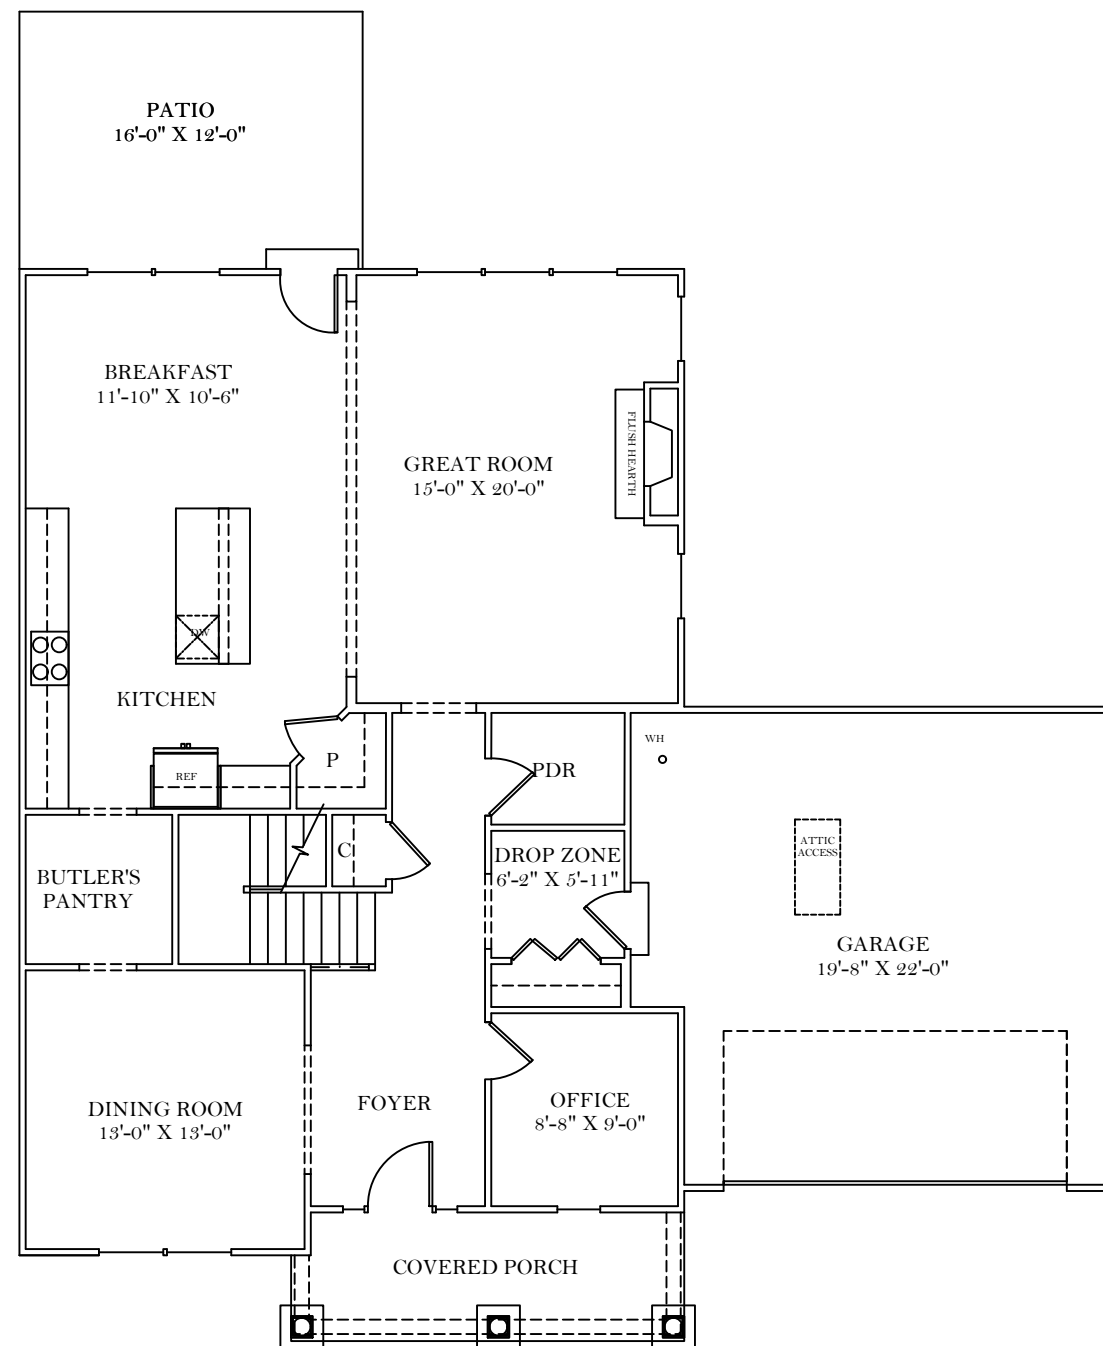 PATIO
16'-0" X 12'-0"
BREAKFAST
11'-10" X 10'-6"
GREAT ROOM
15'-0" X 20'-0"
FLUSH HEARTH
DW
KITCHEN
REF
P
PDR
WH
ATTIC
ACCESS
C
DROP ZONE
6'-2" X 5'-11"
BUTLER'S
PANTRY
GARAGE
19'-8" X 22'-0"
DINING ROOM
13'-0" X 13'-0"
FOYER
OFFICE
8'-8" X 9'-0"
COVERED PORCH